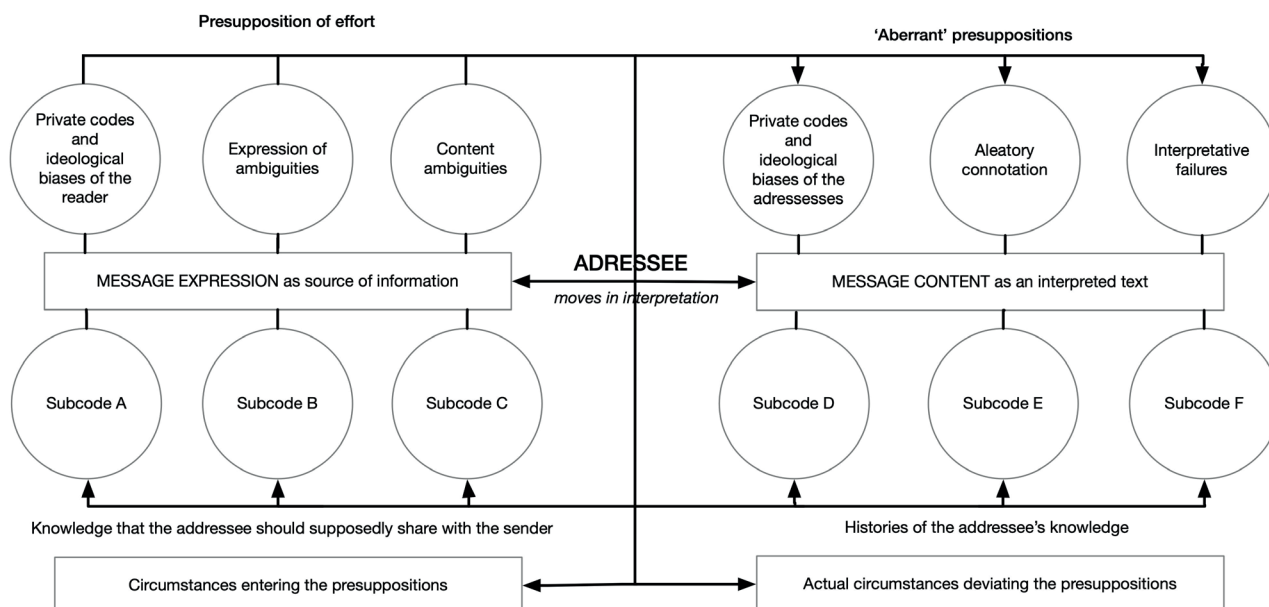 Presupposition of effort
‘Aberrant’ presuppositions
Private codes
and
ideological
biases of the
reader
Expression of
ambiguities
Content
ambiguities
Private codes
and
ideological
biases of the
adressesses
Aleatory
connotation
Interpretative
failures
MESSAGE EXPRESSION as source of information
ADRESSEE
moves in interpretation
MESSAGE CONTENT as an interpreted text
Subcode A
Subcode B
Subcode C
Subcode D
Subcode E
Subcode F
Knowledge that the addressee should supposedly share with the sender
Histories of the addressee’s knowledge
Circumstances entering the presuppositions
Actual circumstances deviating the presuppositions